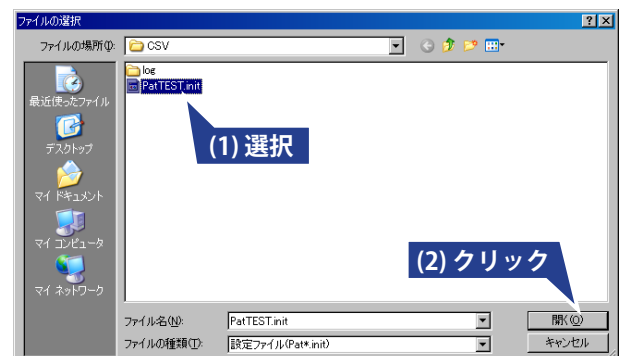 ファイルの選択
ファイルの場所(I):
CSV
log
PatTEST.init
最近使ったファイル
デスクトップ
マイ ドキュメント
マイ コンピュータ
マイ ネットワーク
(1) 選択
(2) クリック
ファイル名(N):
PatTEST.init
開く(O)
ファイルの種類(T):
設定ファイル(Pat*.init)
キャンセル